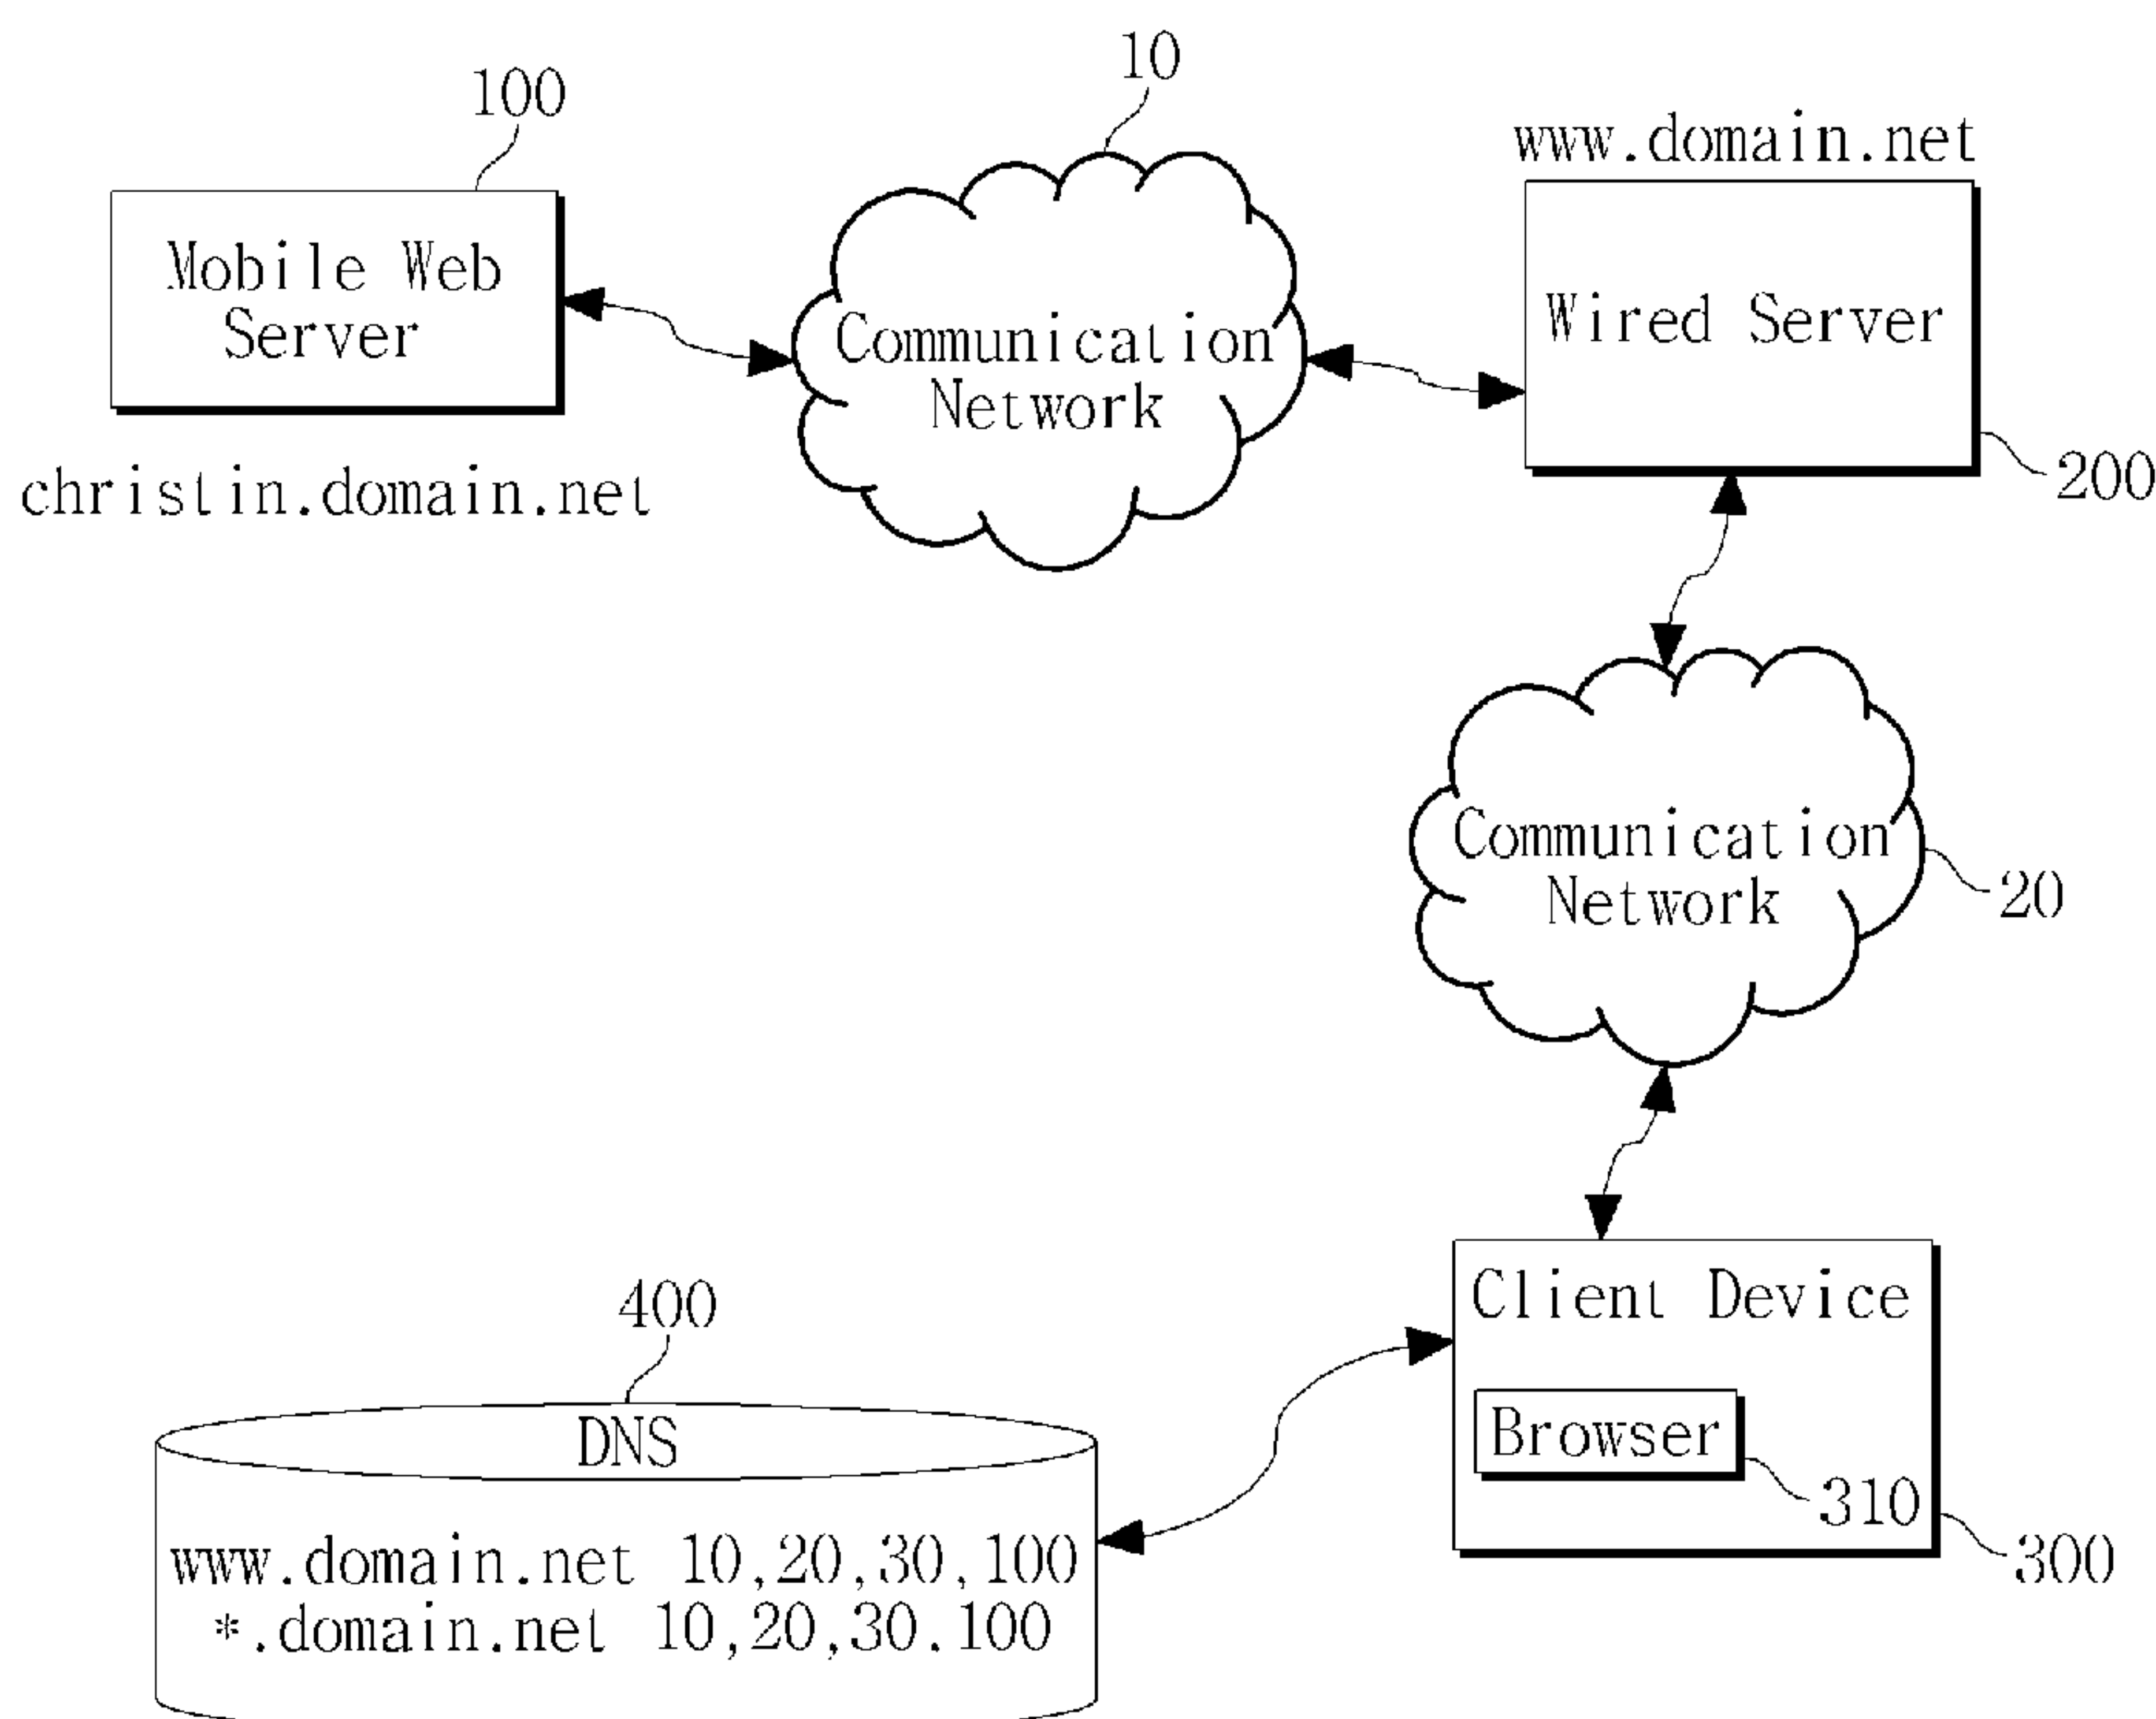 10
100
www.domain.net
Mobile Web
Server
Wired Server
Communication
Network
200
christin.domain.net
Communication
Network
20
Client Device
400
DNS
Browser
310
300
www.domain.net 10,20,30,100
*.domain.net 10,20,30.100